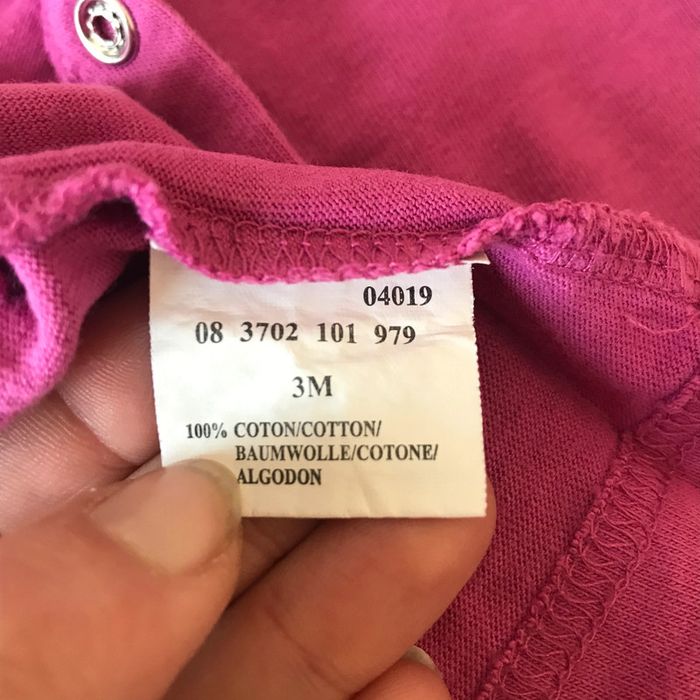 04019
08 3702 101 979
3M
100% COTON/COTTON/
BAUMWOLLE/COTONE/
ALGODON